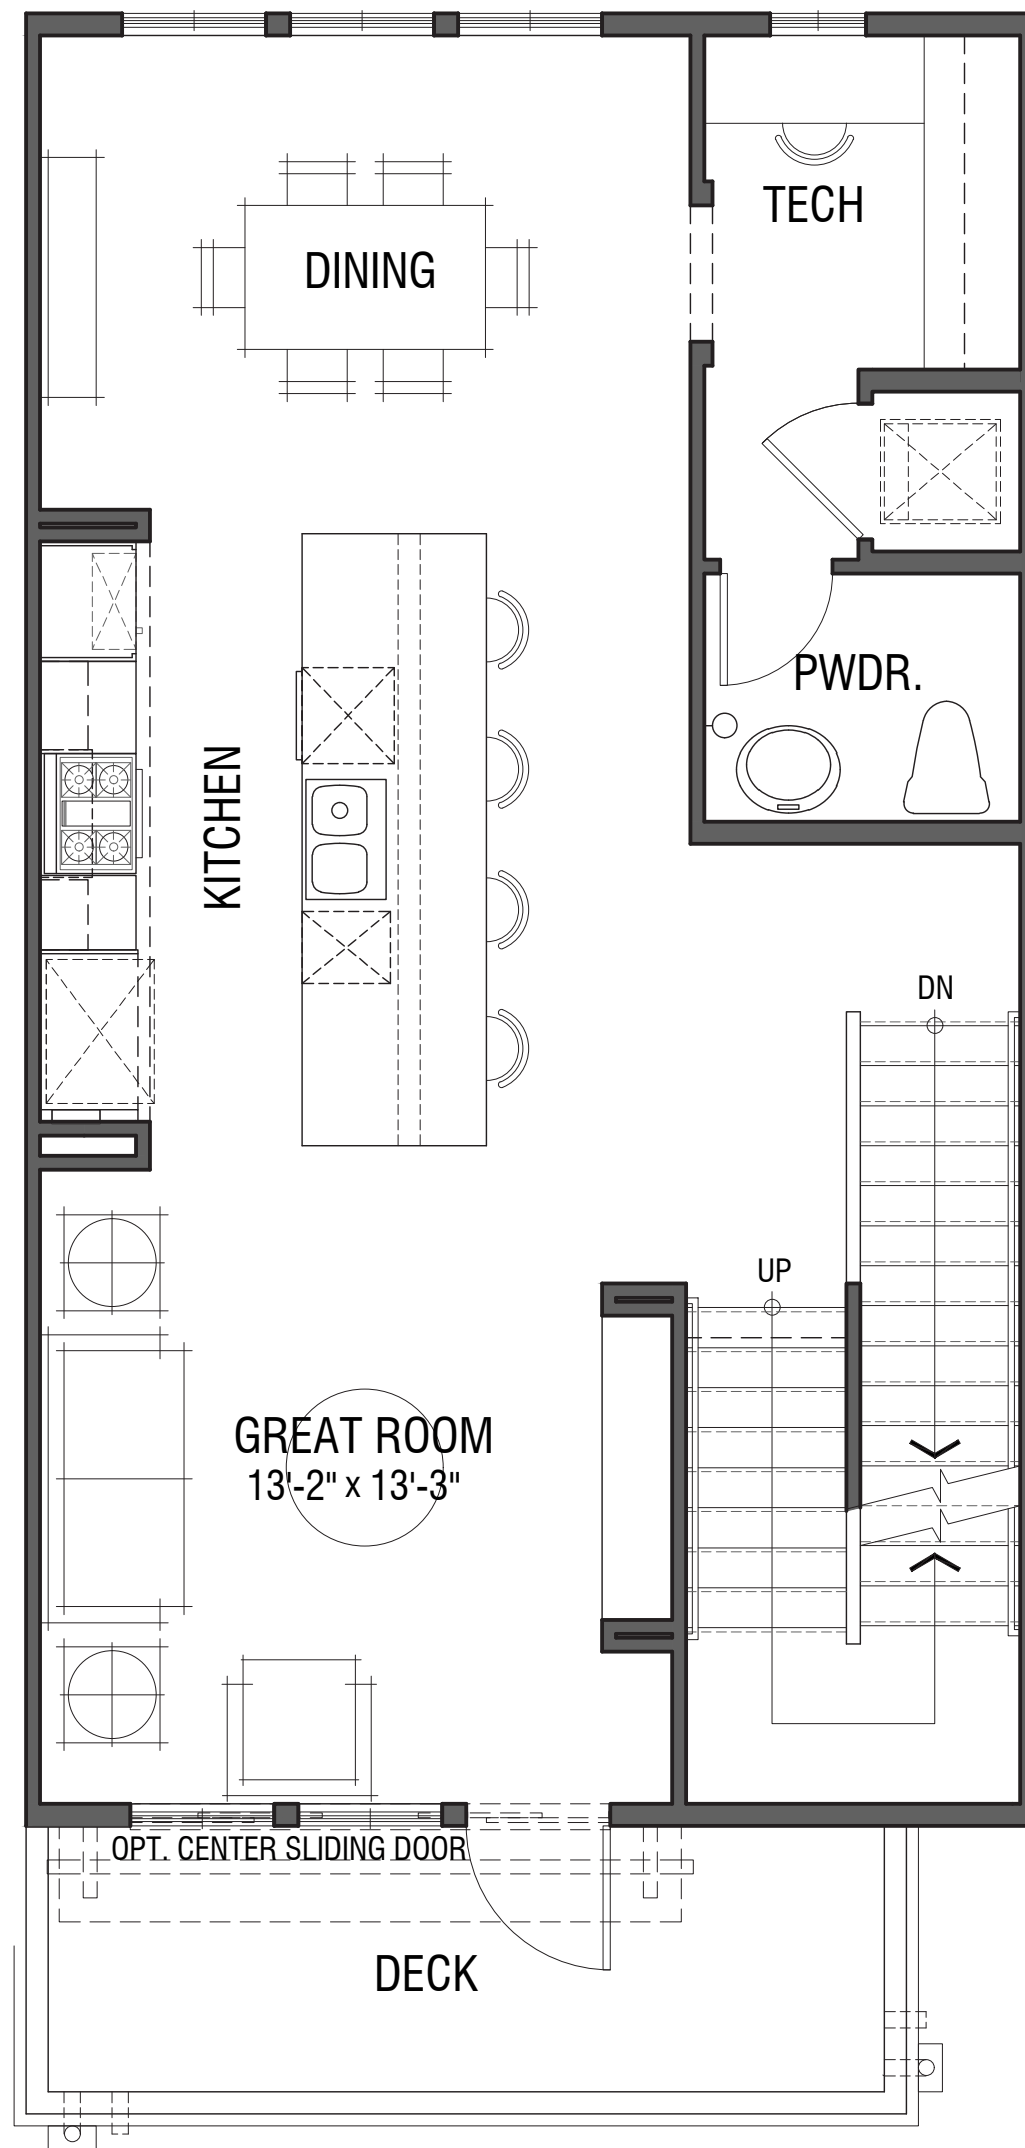 TECH
DINING
PWDR.
KITCHEN
DN
UP
GREAT ROOM
13'-2" x 13'-3"
OPT. CENTER SLIDING DOOR
DECK